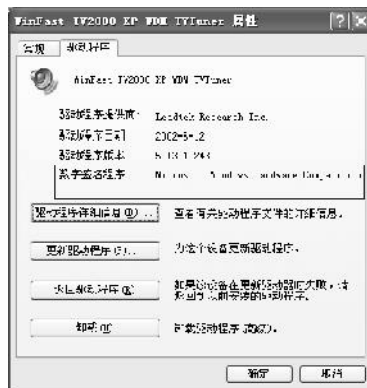 WinFast TV2000 XP WDM TVTuner 属性
常规 驱动程序
WinFast TV2000 XP WDM TVTuner
驱动程序提供商: Leadtek Research Inc.
驱动程序日期
驱动程序版本
数字签名程序
驱动程序详细信息(D)... 查看有关驱动程序文件的详细信息。
更新驱动程序(P)... 为这个设备更新驱动程序。
返回驱动程序(R) 如果该设备在更新驱动器时失败，请
返回到以前安装的驱动程序。
卸载(U) 卸载驱动程序(高级)。
确定 取消